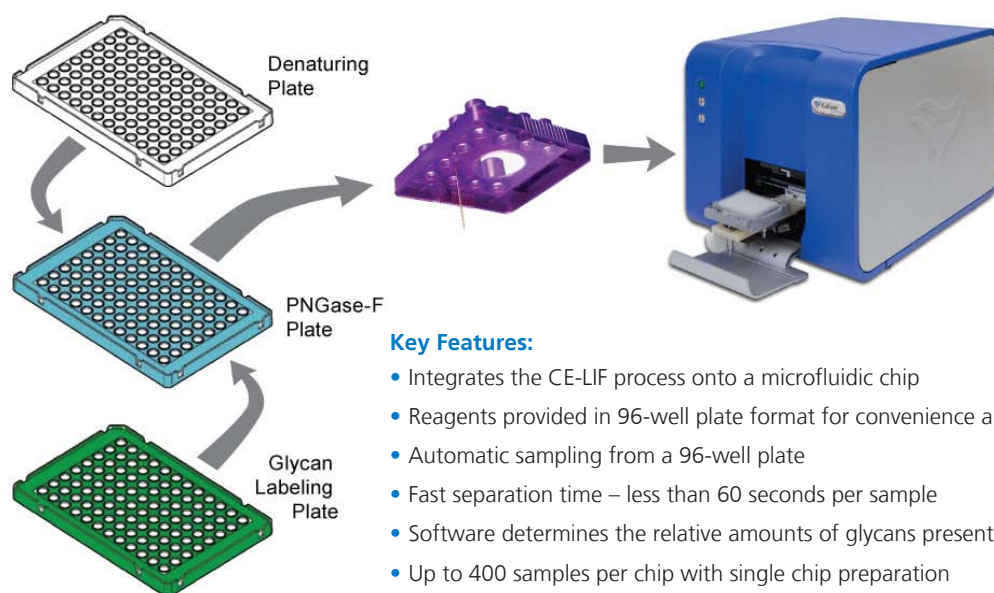 Denaturing
Plate
PNGase-F
Plate
Glycan
Labeling
Plate
Caliper
Key Features:
• Integrates the CE-LIF process onto a microfluidic chip
• Reagents provided in 96-well plate format for convenience a
• Automatic sampling from a 96-well plate
• Fast separation time – less than 60 seconds per sample
• Software determines the relative amounts of glycans present
• Up to 400 samples per chip with single chip preparation